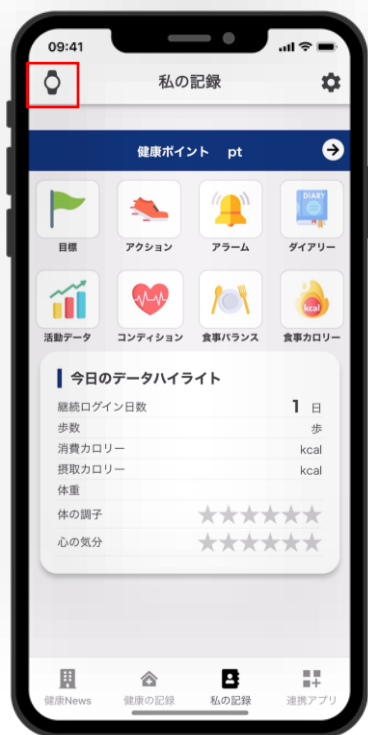 09:41
私の記録
健康ポイント pt
DIARY
kcal
目標 アクション アラーム ダイアリー
活動データ コンディション 食事バランス 食事カロリー
今日のデータハイライト
継続ログイン日数 1 日
歩数 歩
消費カロリー kcal
摂取カロリー kcal
体重
体の調子
心の気分
健康News 健康の記録 私の記録 連携アプリ